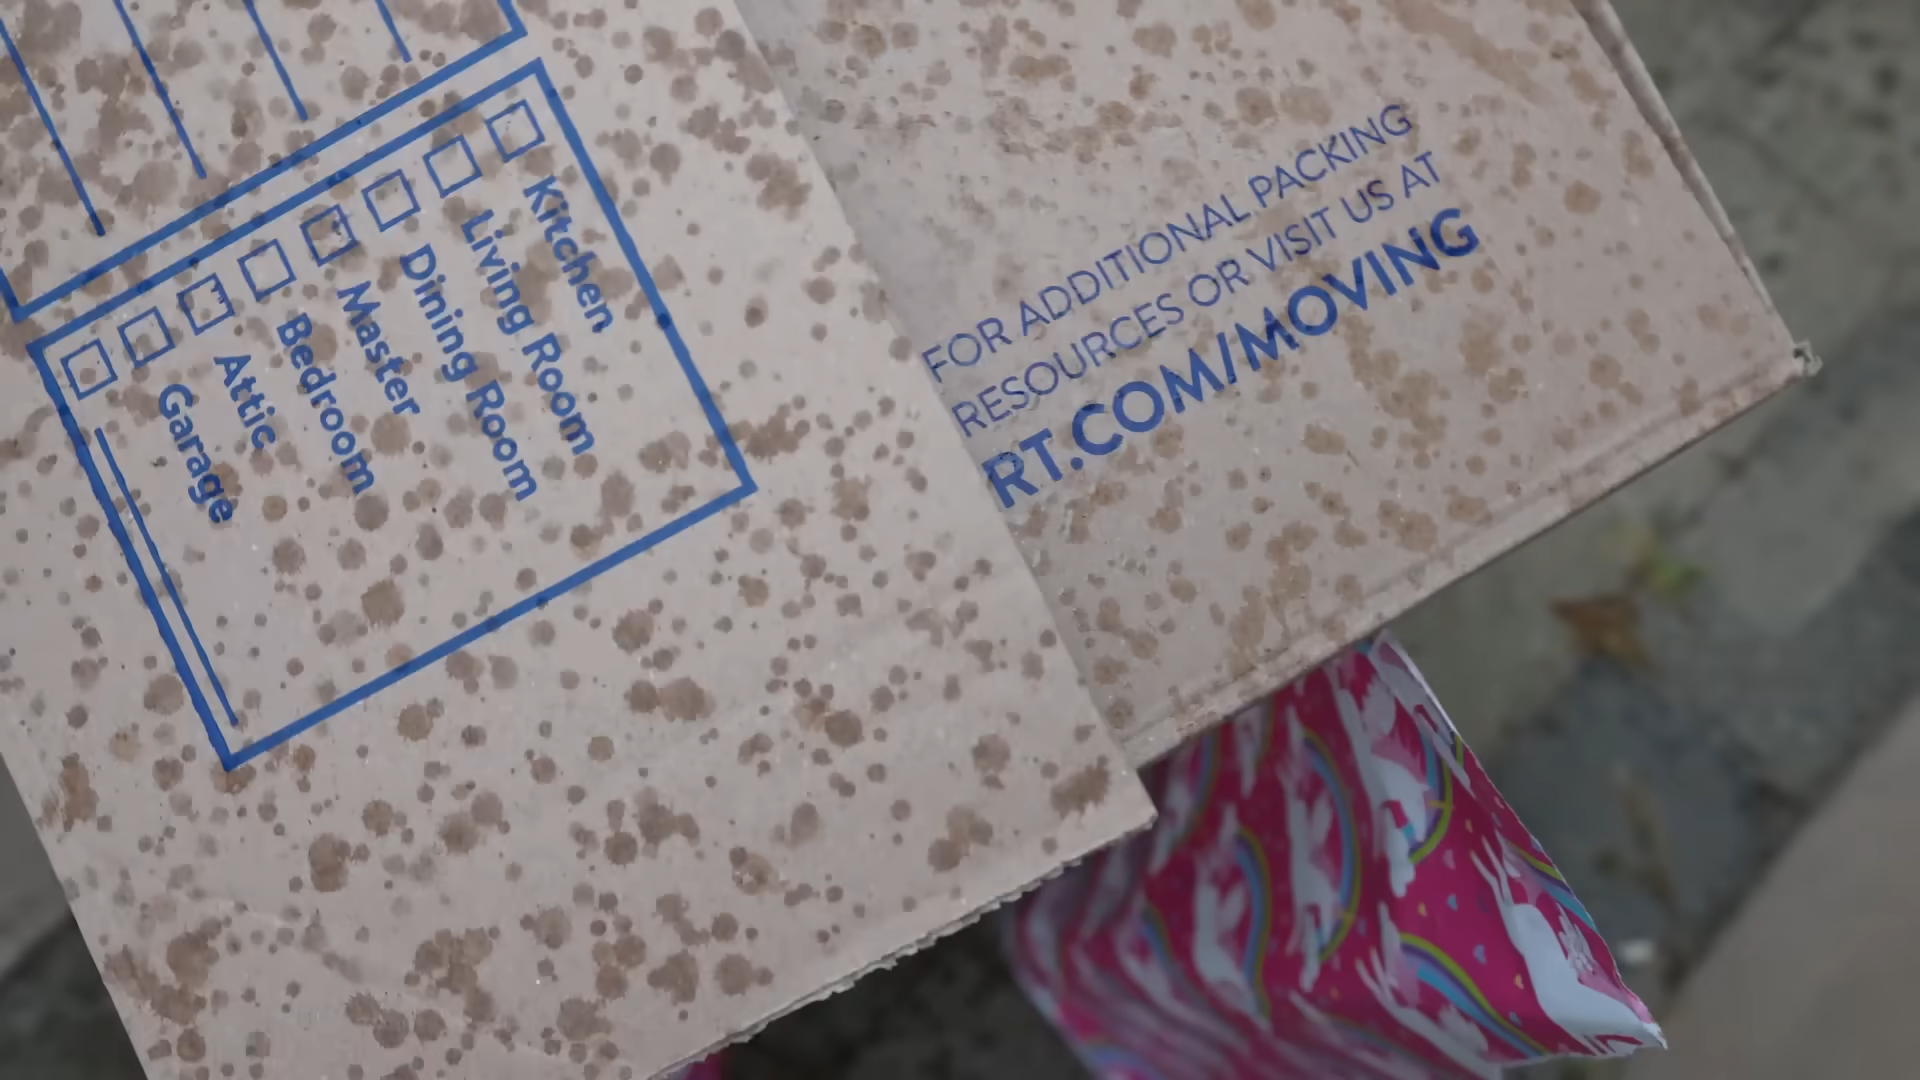 Kitchen
Living Room
Dining Room
Master
Bedroom
Attic
Garage
FOR ADDITIONAL PACKING
RESOURCES OR VISIT US AT
RT.COM/MOVING